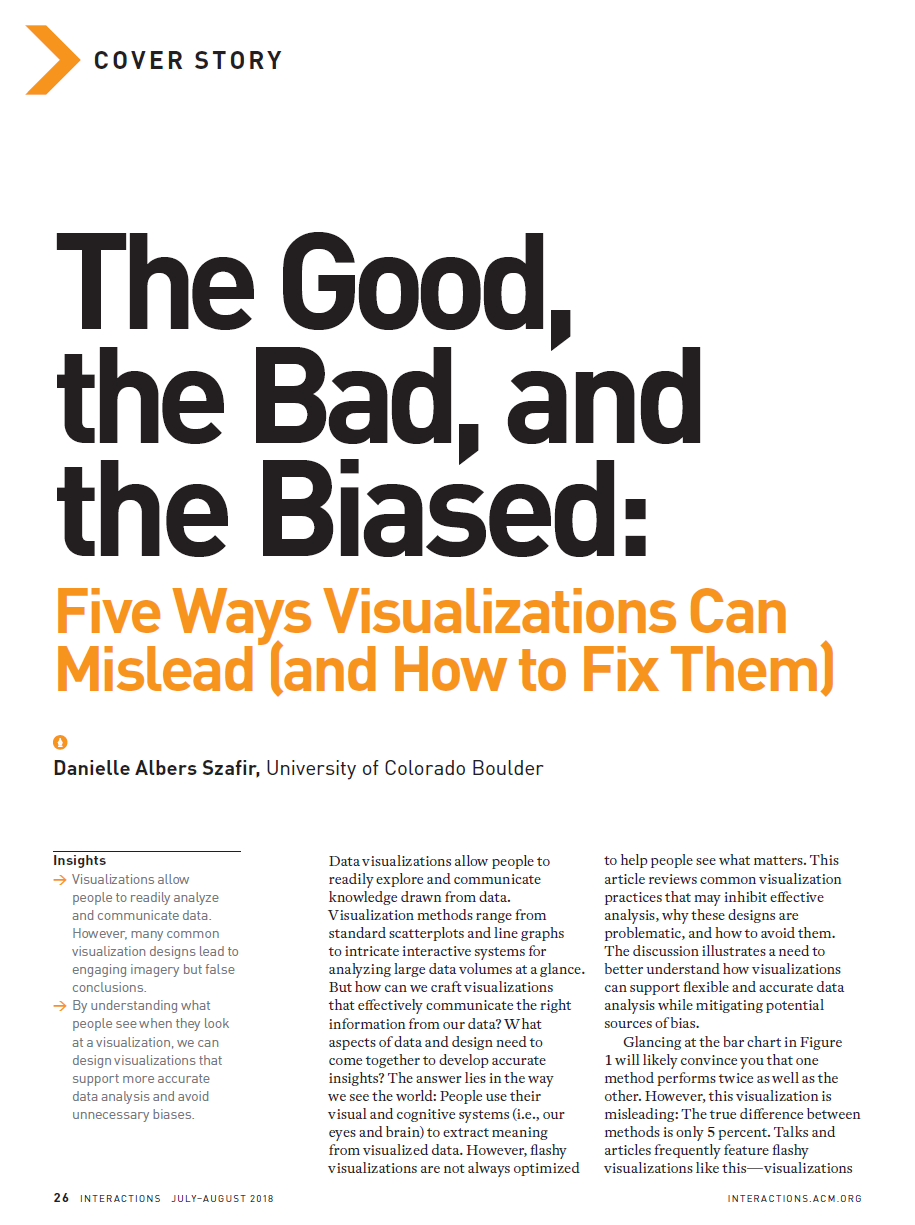 COVER STORY
The Good,
the Bad, and
the Biased:
Five Ways Visualizations Can
Mislead (and How to Fix Them)
Danielle Albers Szafir, University of Colorado Boulder
Insights
→ Visualizations allow
people to readily analyze
and communicate data.
However, many common
visualization designs lead to
engaging imagery but false
conclusions.
→ By understanding what
people see when they look
at a visualization, we can
design visualizations that
support more accurate
data analysis and avoid
unnecessary biases.
Data visualizations allow people to
readily explore and communicate
knowledge drawn from data.
Visualization methods range from
standard scatterplots and line graphs
to intricate interactive systems for
analyzing large data volumes at a glance.
But how can we craft visualizations
that effectively communicate the right
information from our data? What
aspects of data and design need to
come together to develop accurate
insights? The answer lies in the way
we see the world: People use their
visual and cognitive systems (i.e., our
eyes and brain) to extract meaning
from visualized data. However, flashy
visualizations are not always optimized
to help people see what matters. This
article reviews common visualization
practices that may inhibit effective
analysis, why these designs are
problematic, and how to avoid them.
The discussion illustrates a need to
better understand how visualizations
can support flexible and accurate data
analysis while mitigating potential
sources of bias.
Glancing at the bar chart in Figure
1 will likely convince you that one
method performs twice as well as the
other. However, this visualization is
misleading: The true difference between
methods is only 5 percent. Talks and
articles frequently feature flashy
visualizations like this—visualizations
26 INTERACTIONS JULY–AUGUST 2018
INTERACTIONS.ACM.ORG